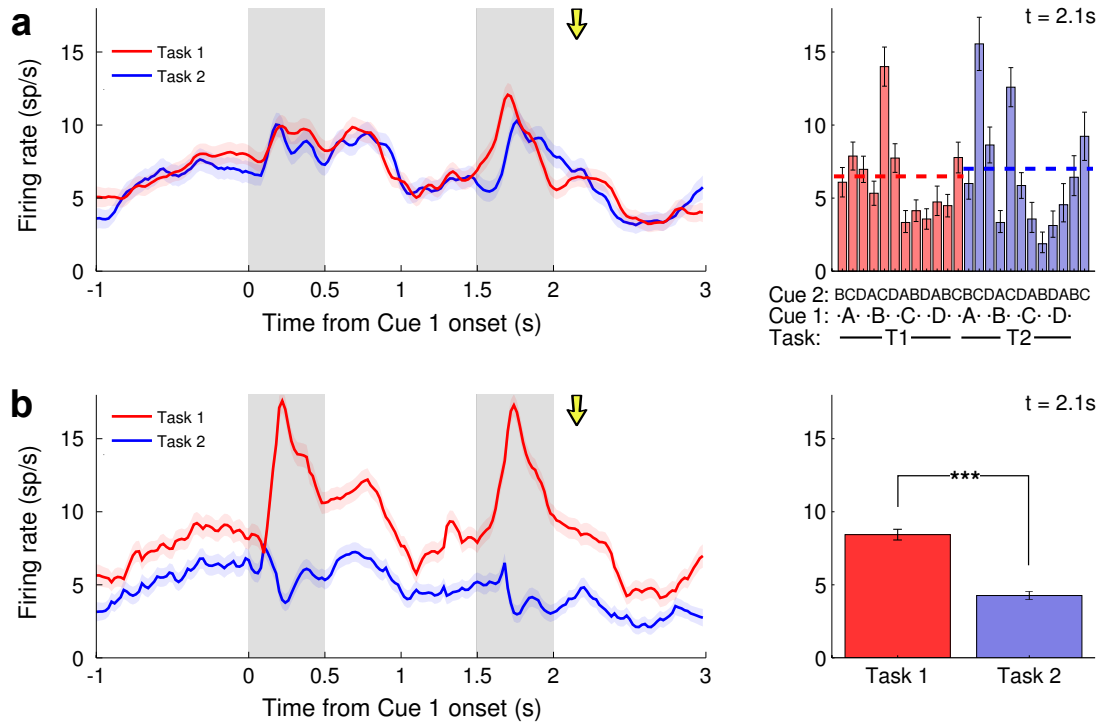 a
Firing rate (sp/s)
15
10
5
0
Task 1
Task 2
-1 0 0.5 1 1.5 2 3
Time from Cue 1 onset (s)
t = 2.1s
15
10
5
0
Cue 2: BCDACDABDABCBCDACDABDABC
Cue 1: ·A· ·B· ·C· ·D· ·A· ·B· ·C· ·D·
Task: T1 T2
b
Firing rate (sp/s)
15
10
5
0
Task 1
Task 2
-1 0 0.5 1 1.5 2 3
Time from Cue 1 onset (s)
t = 2.1s
15
10
5
0
***
Task 1 Task 2